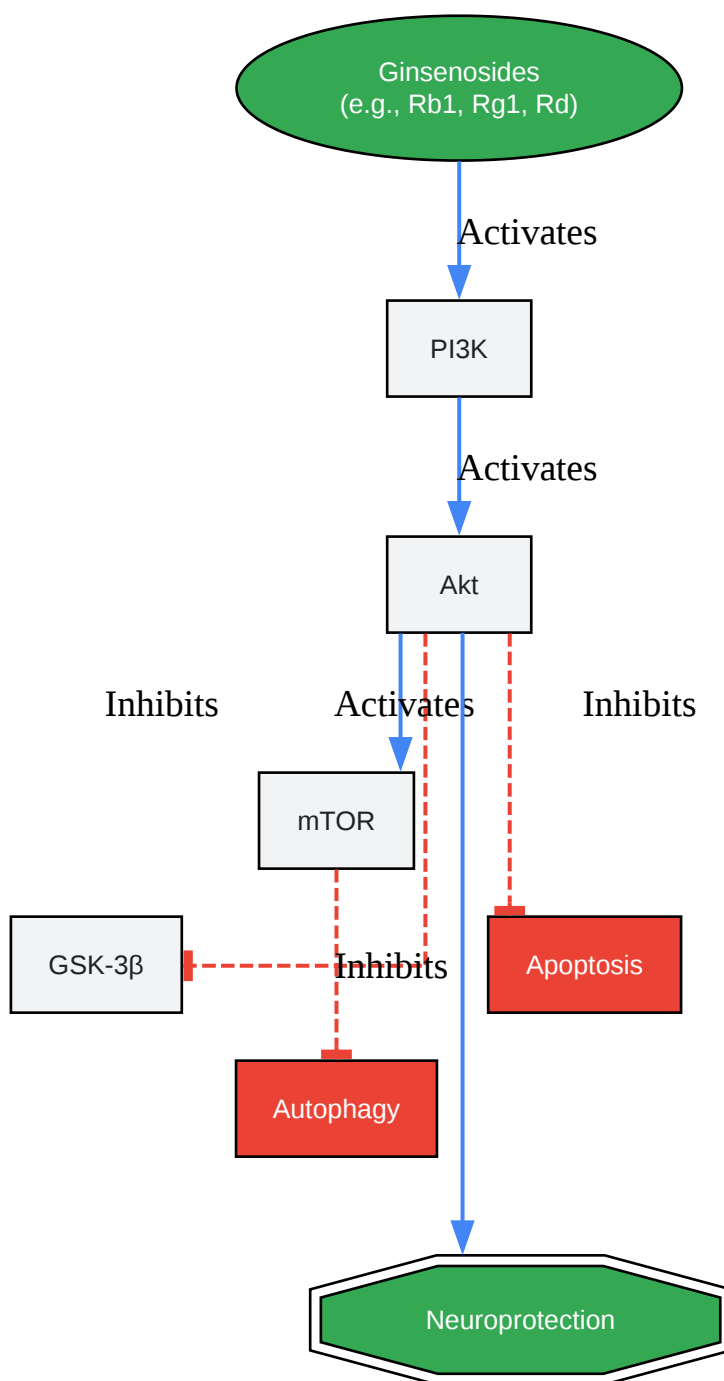 Ginsenosides
(e.g., Rb1, Rg1, Rd)
Activates
PI3K
Activates
Akt
Inhibits
Activates
Inhibits
mTOR
GSK-3β
Inhibits
Apoptosis
Autophagy
Neuroprotection